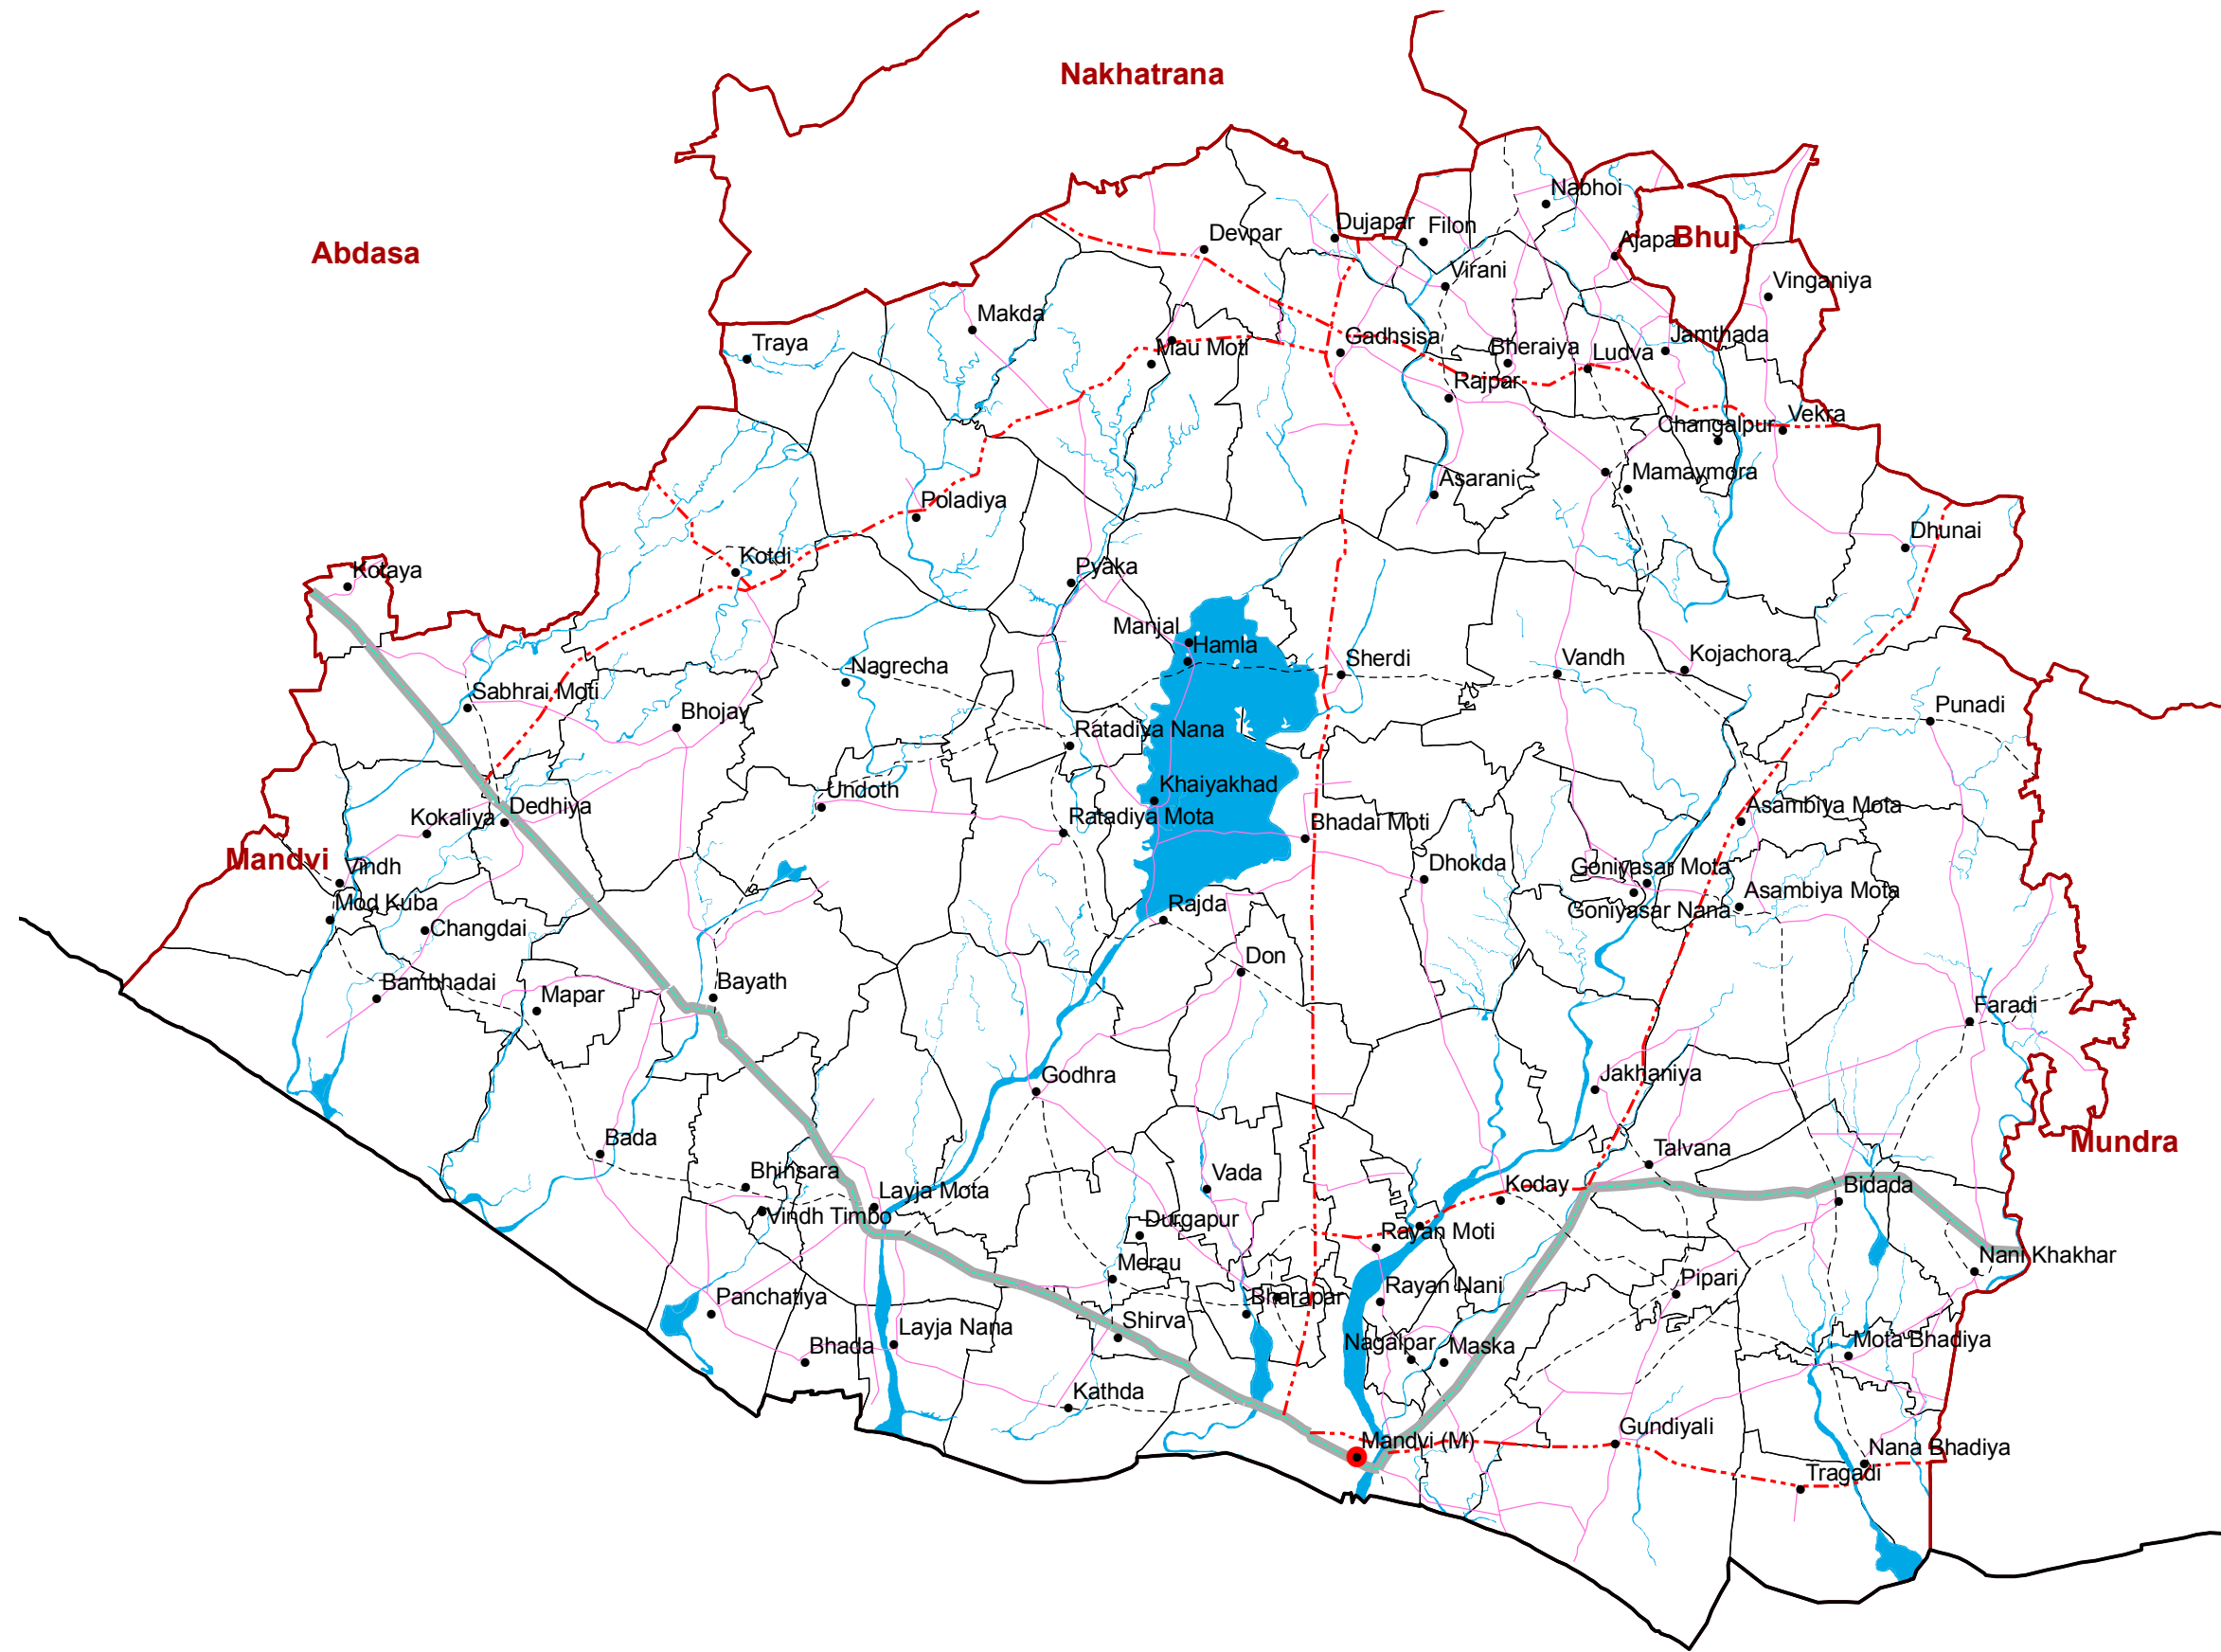 Nakhatrana
Abdasa
Nabhoi
Dujapar
Filon
Devpar
Ajapa
Bhuj
Virani
Vinganiya
Makda
Traya
Mau Moti
Gadhsisa
Bheraiya
Ludva
Jamthada
Rajpar
Changalpur
Vekra
Asarani
Mamaymora
Poladiya
Dhunai
Kotdi
Kotaya
Pyaka
Manjal
Hamla
Nagrecha
Sherdi
Vandh
Kojachora
Sabhrai Moti
Bhojay
Punadi
Ratadiya Nana
Khaiyakhad
Undoth
Dedhiya
Kokaliya
Ratadiya Mota
Bhadai Moti
Asambiya Mota
Mandvi
Vindh
Dhokda
Goniyasar Mota
Asambiya Mota
Mod Kuba
Goniyasar Nana
Rajda
Changdai
Don
Bambhadai
Mapar
Bayath
Faradi
Godhra
Jakhaniya
Bada
Mundra
Talvana
Bhinsara
Vada
Layja Mota
Koday
Bidada
Vindh Timbo
Durgapur
Rayan Moti
Merau
Nani Khakhar
Panchatiya
Rayan Nani
Pipari
Bharapar
Layja Nana
Shirva
Bhada
Nagalpar
Maska
Mota Bhadiya
Kathda
Mandvi (M)
Gundiyali
Nana Bhadiya
Tragadi